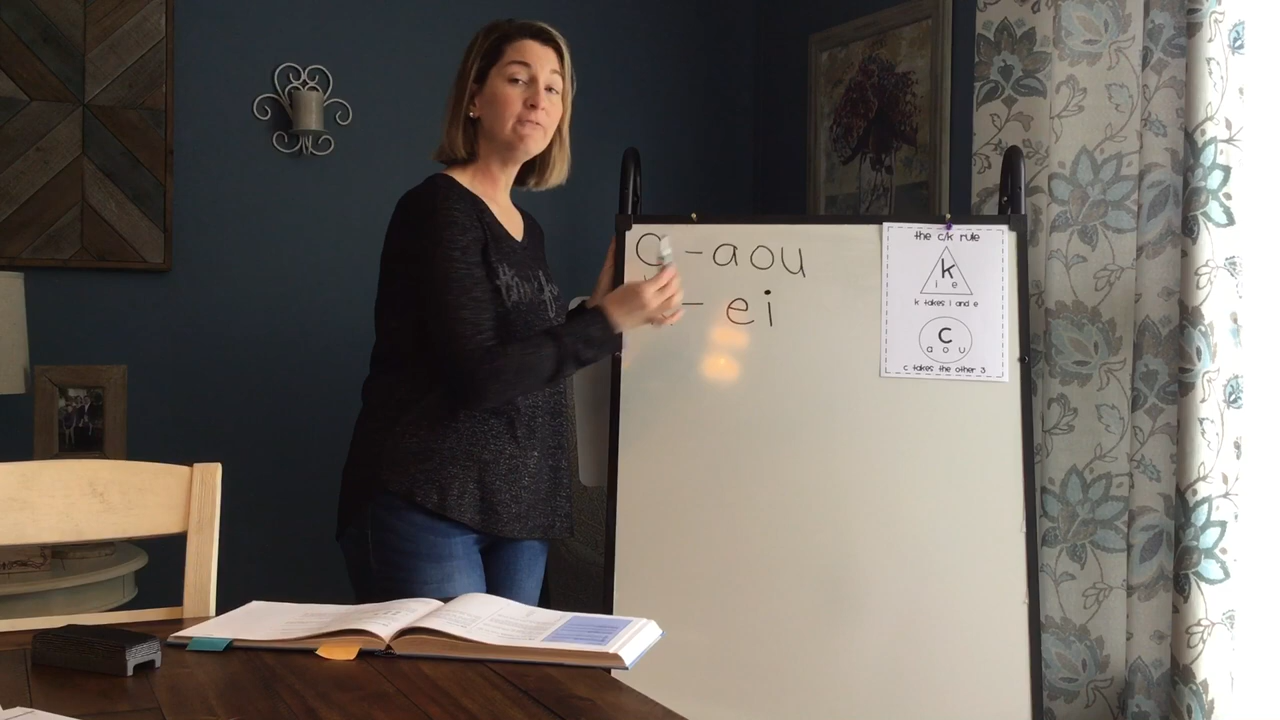 c - aou
- ei
the c/k rule
k
i e
k takes i and e
c
a o u
c takes the other 3